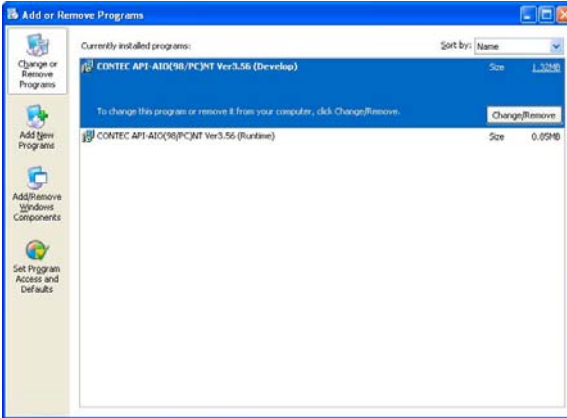 Add or Remove Programs
Change or
Remove
Programs
Add New
Programs
Add/Remove
Windows
Components
Set Program
Access and
Defaults
Currently installed programs:
Sort by: Name
CONTEC API-AIO(98/PC)NT Ver3.56 (Develop)
Size 1.32MB
To change this program or remove it from your computer, click Change/Remove.
Change/Remove
CONTEC API-AIO(98/PC)NT Ver3.56 (Runtime)
Size 0.85MB